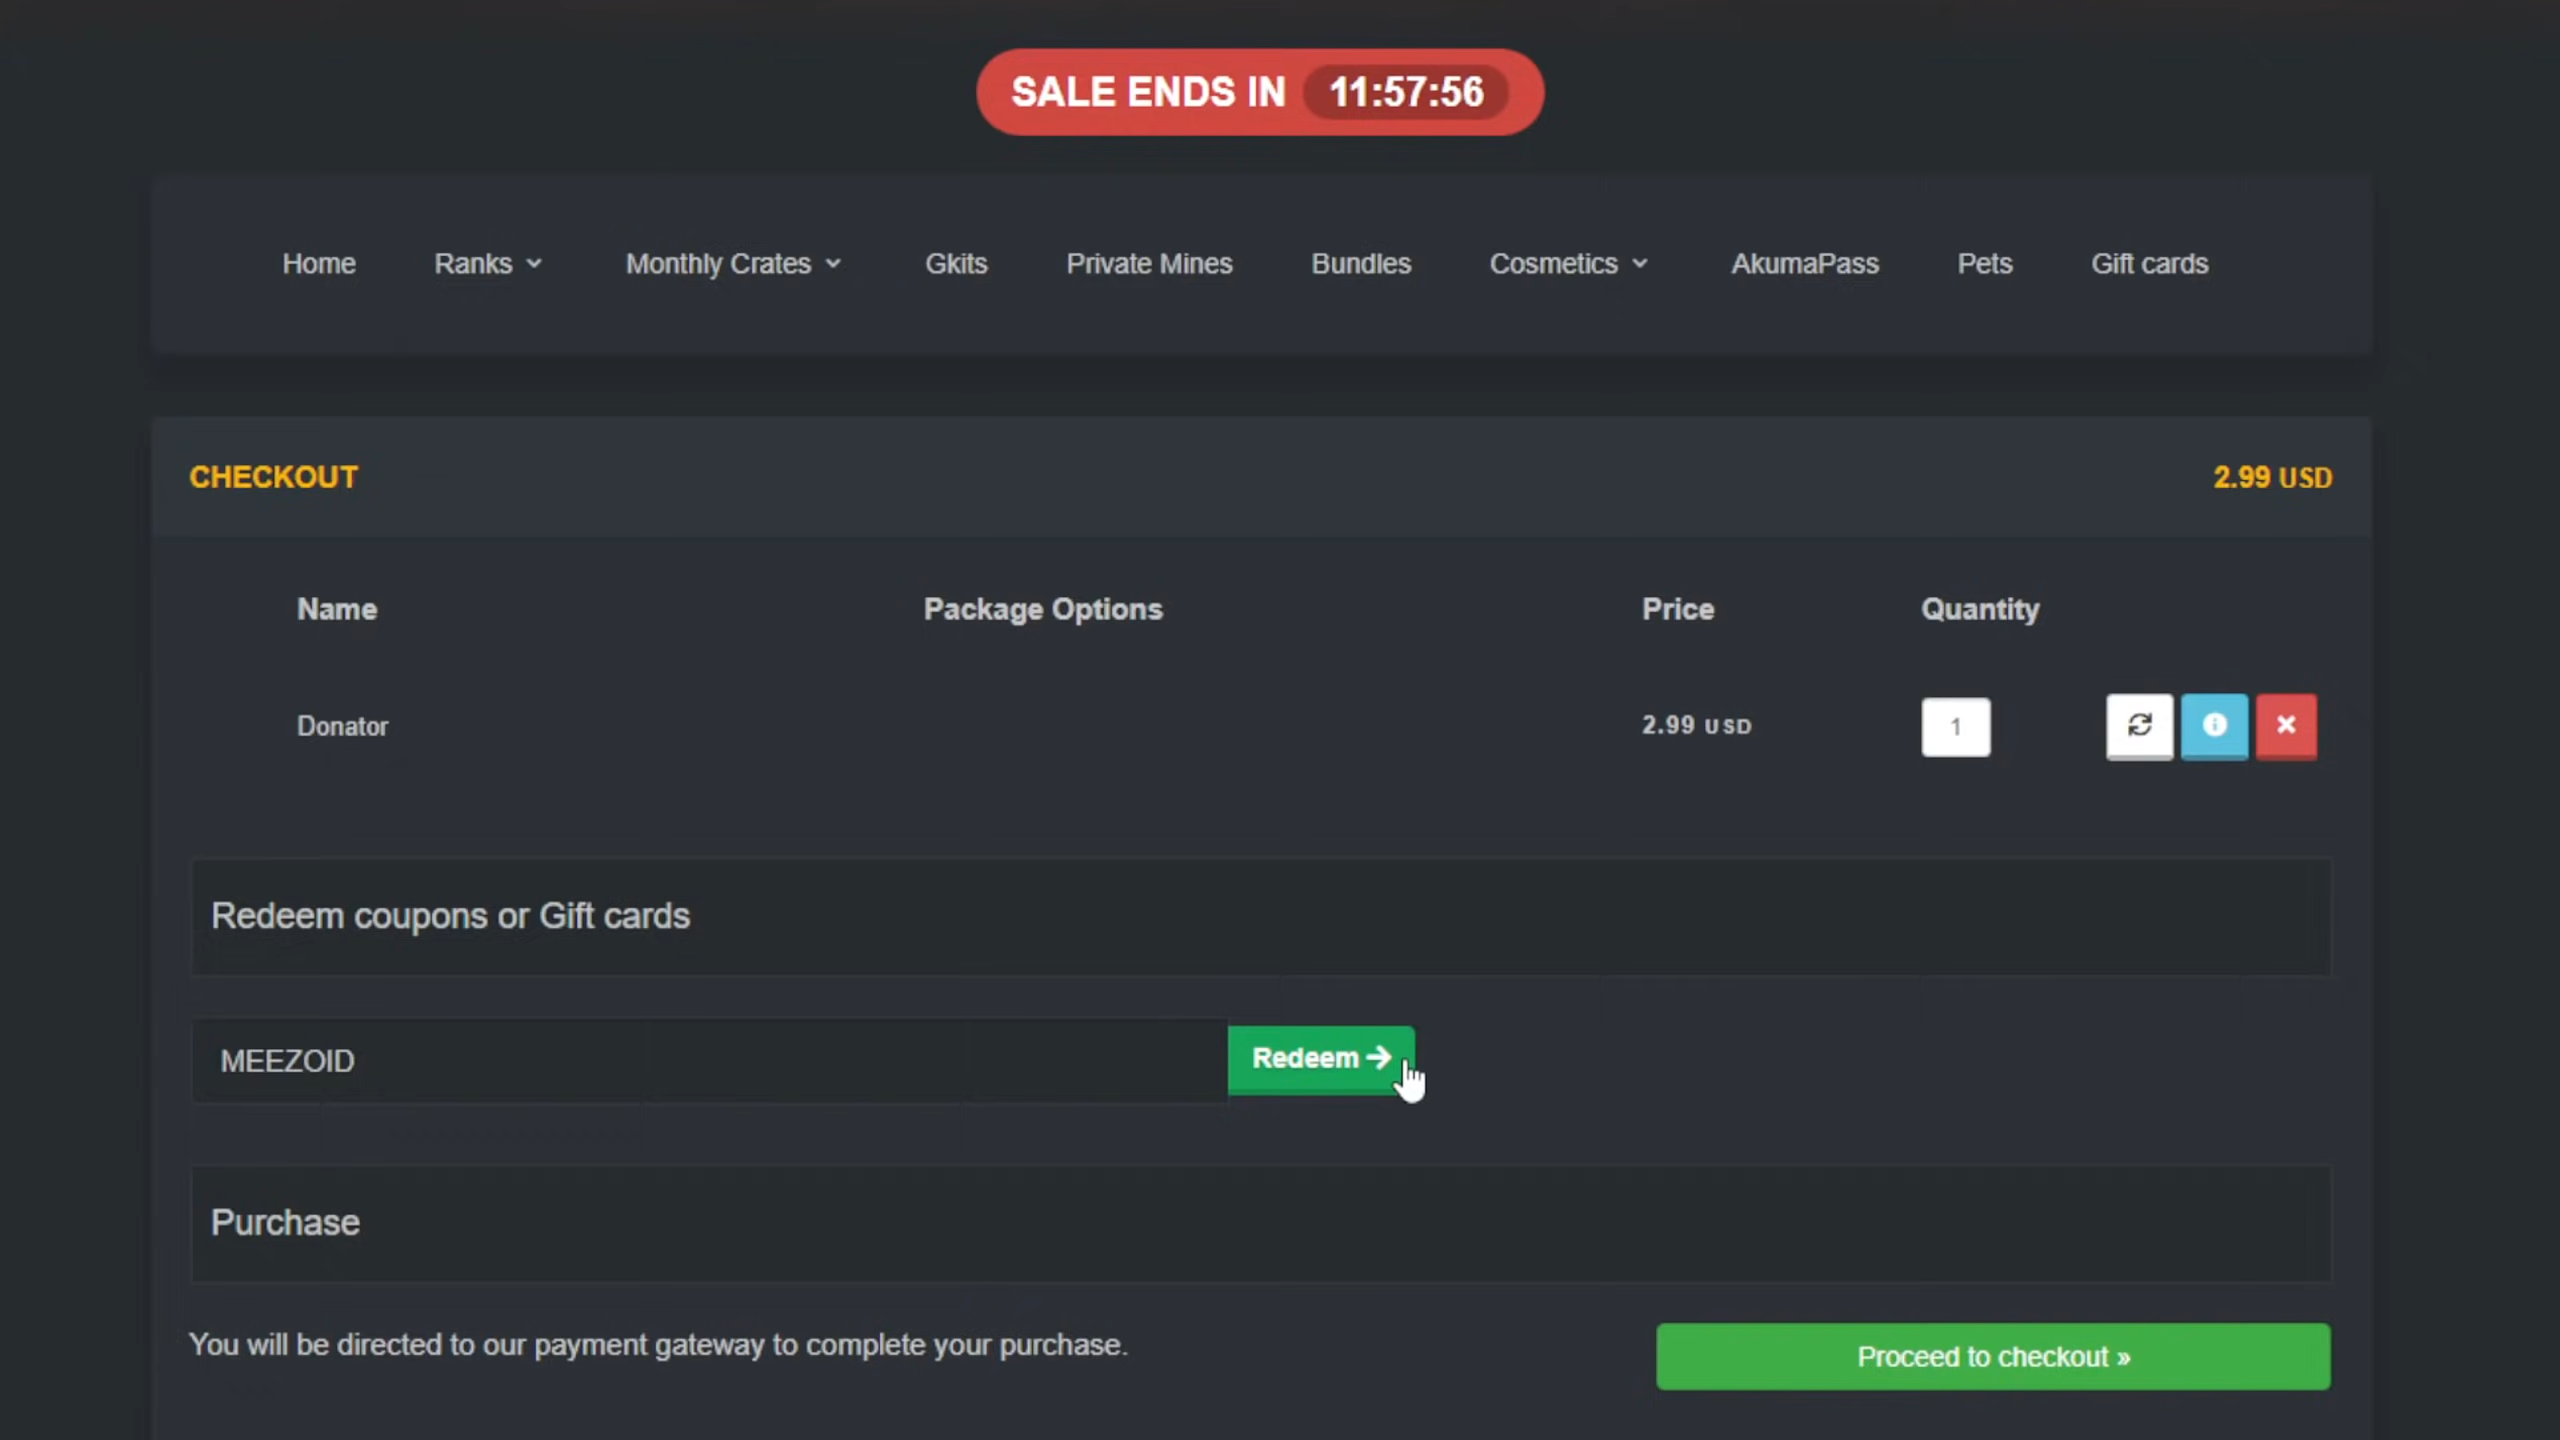 SALE ENDS IN 11:57:56
Home Ranks Monthly Crates Gkits Private Mines Bundles Cosmetics AkumaPass Pets Gift cards
CHECKOUT 2.99 USD
Name Package Options Price Quantity
Donator 2.99 USD 1
Redeem coupons or Gift cards
MEEZOID Redeem
Purchase
You will be directed to our payment gateway to complete your purchase. Proceed to checkout »